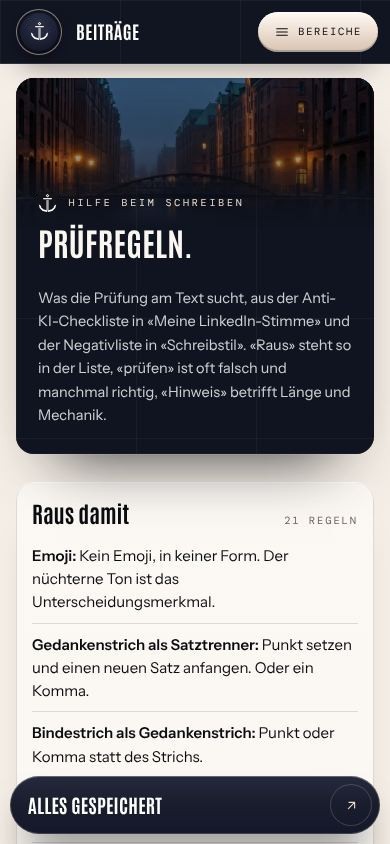 BEITRÄGE
BEREICHE
HILFE BEIM SCHREIBEN
PRÜFREGELN.
Was die Prüfung am Text sucht, aus der Anti-
KI-Checkliste in «Meine LinkedIn-Stimme» und
der Negativliste in «Schreibstil». «Raus» steht so
in der Liste, «prüfen» ist oft falsch und
manchmal richtig, «Hinweis» betrifft Länge und
Mechanik.
Raus damit
21 REGELN
Emoji: Kein Emoji, in keiner Form. Der
nüchterne Ton ist das
Unterscheidungsmerkmal.
Gedankenstrich als Satztrenner: Punkt setzen
und einen neuen Satz anfangen. Oder ein
Komma.
Bindestrich als Gedankenstrich: Punkt oder
Komma statt des Strichs.
ALLES GESPEICHERT